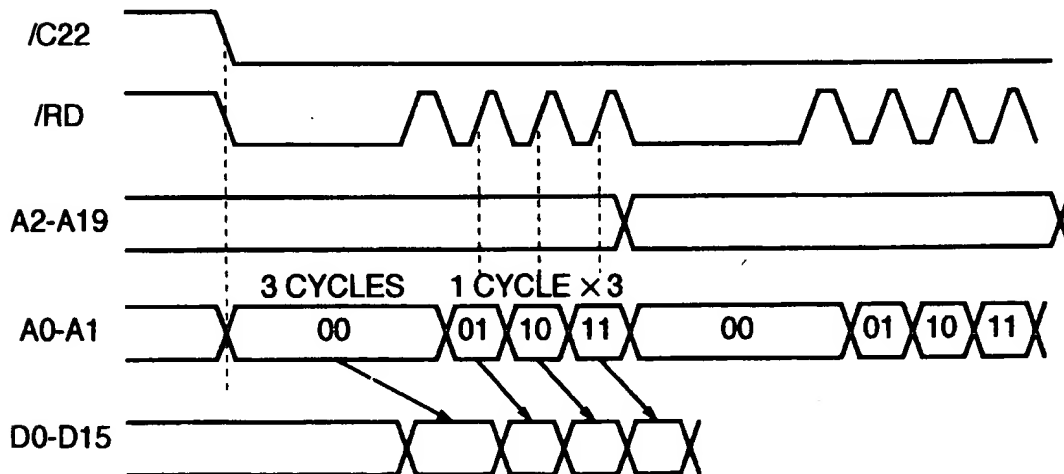 /C22
/RD
A2-A19
3 CYCLES 1 CYCLE × 3
A0-A1 00 01 10 11 00 01 10 11
D0-D15